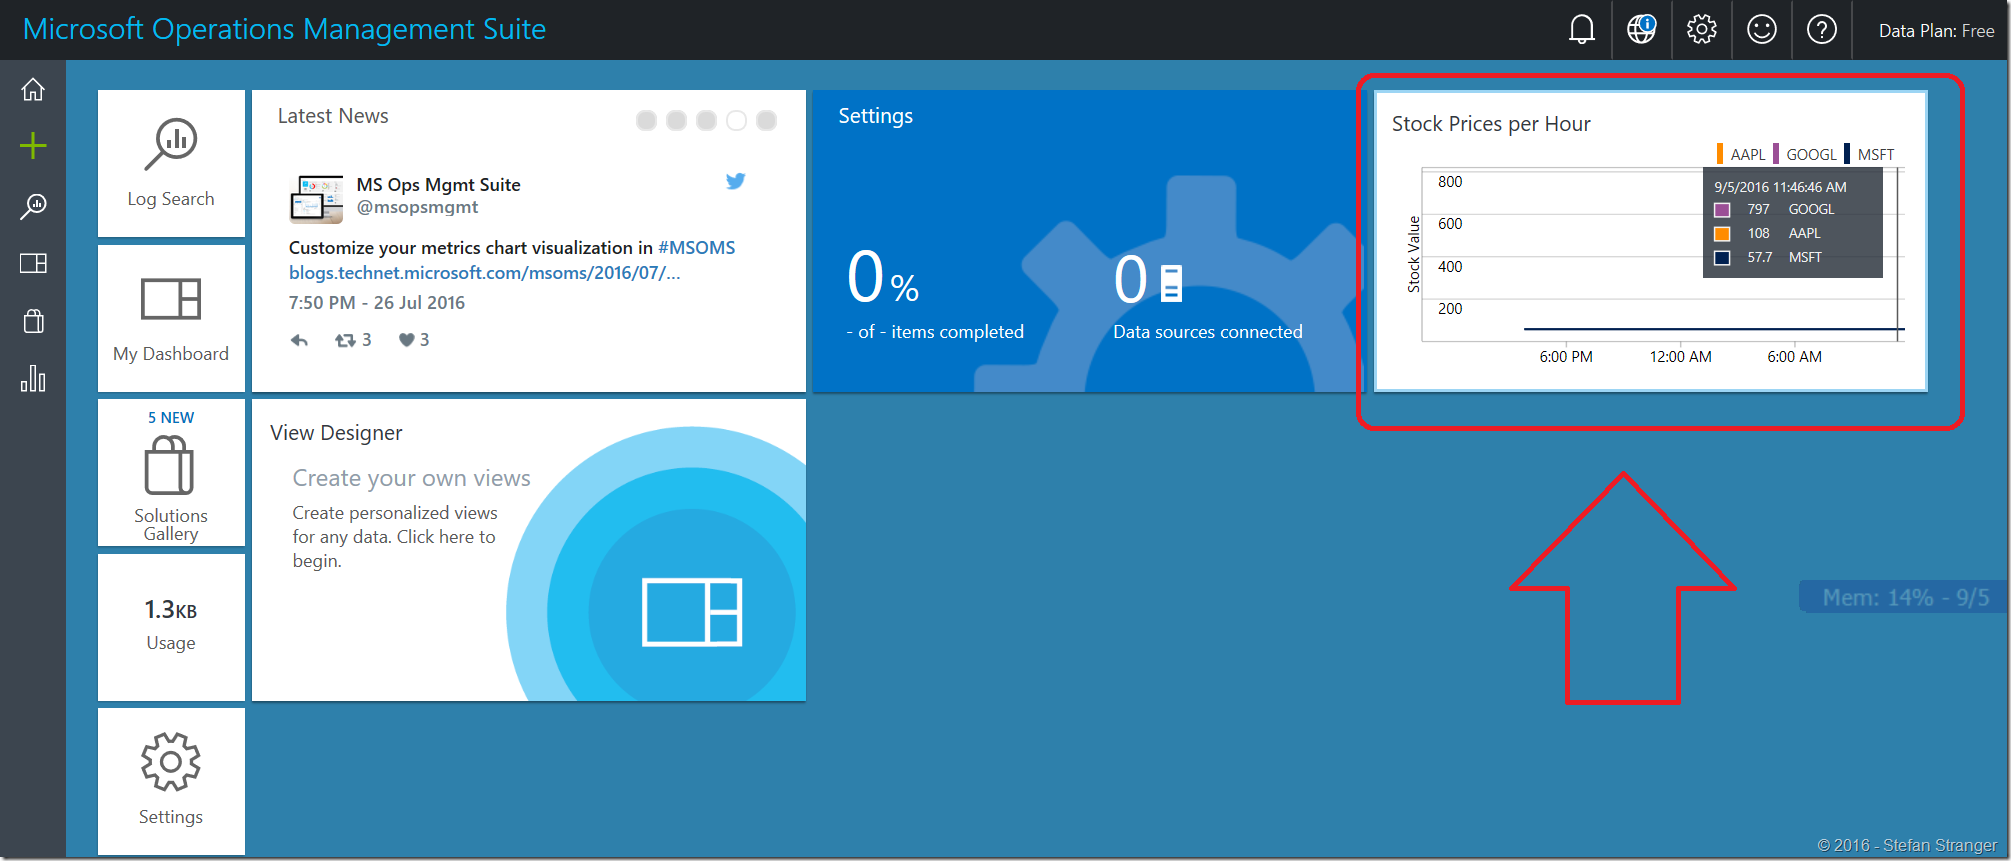 Microsoft Operations Management Suite
Data Plan: Free
Log Search
My Dashboard
5 NEW
Solutions
Gallery
1.3KB
Usage
Settings
Latest News
MS Ops Mgmt Suite
@msopsmgmt
Customize your metrics chart visualization in #MSOMS
blogs.technet.microsoft.com/msoms/2016/07/...
7:50 PM - 26 Jul 2016
3 3
View Designer
Create your own views
Create personalized views
for any data. Click here to
begin.
Settings
0 % 0
- of - items completed Data sources connected
Stock Prices per Hour
AAPL GOOGL MSFT
9/5/2016 11:46:46 AM
797 GOOGL
108 AAPL
57.7 MSFT
Stock Value
800
600
400
200
6:00 PM 12:00 AM 6:00 AM
Mem: 14% - 9/5
© 2016 - Stefan Stranger